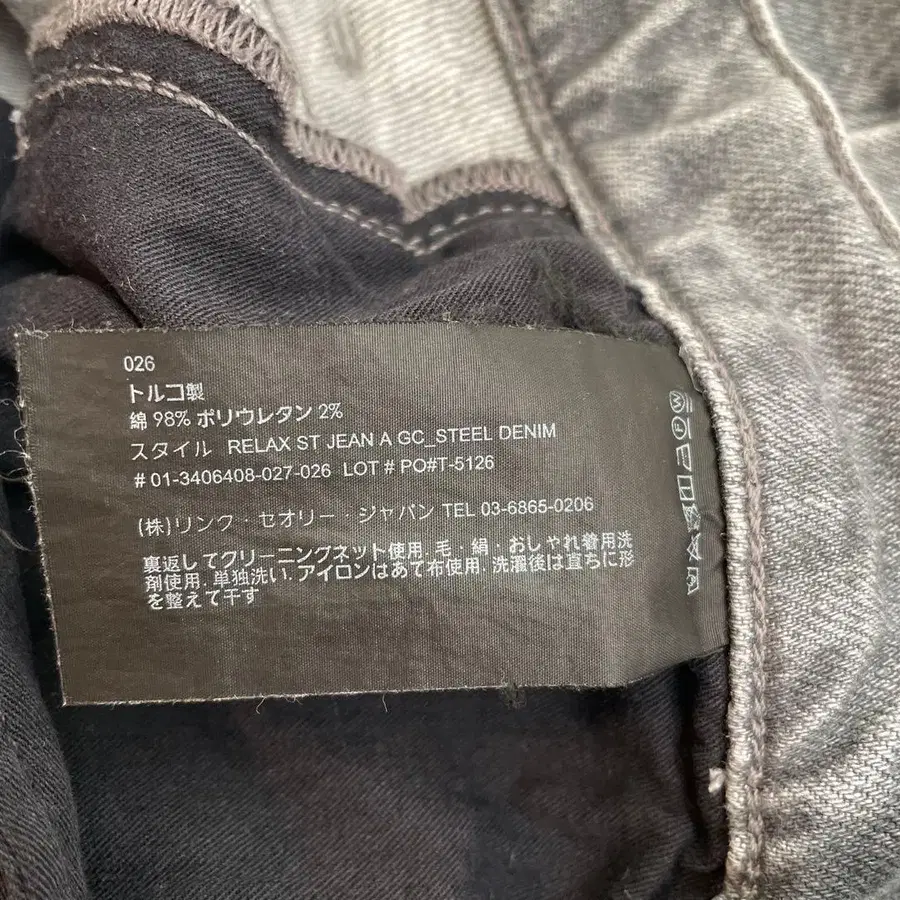 026
トルコ製
綿 98% ポリウレタン 2%
スタイル RELAX ST JEAN A GC_STEEL DENIM
# 01-3406408-027-026 LOT # PO#T-5126
(株)リンク・セオリー・ジャパン TEL 03-6865-0206
裏返してクリーニングネット使用. 毛・絹・おしゃれ着用洗
剤使用. 単独洗い. アイロンはあて布使用. 洗濯後は直ちに形
を整えて干す
W
F